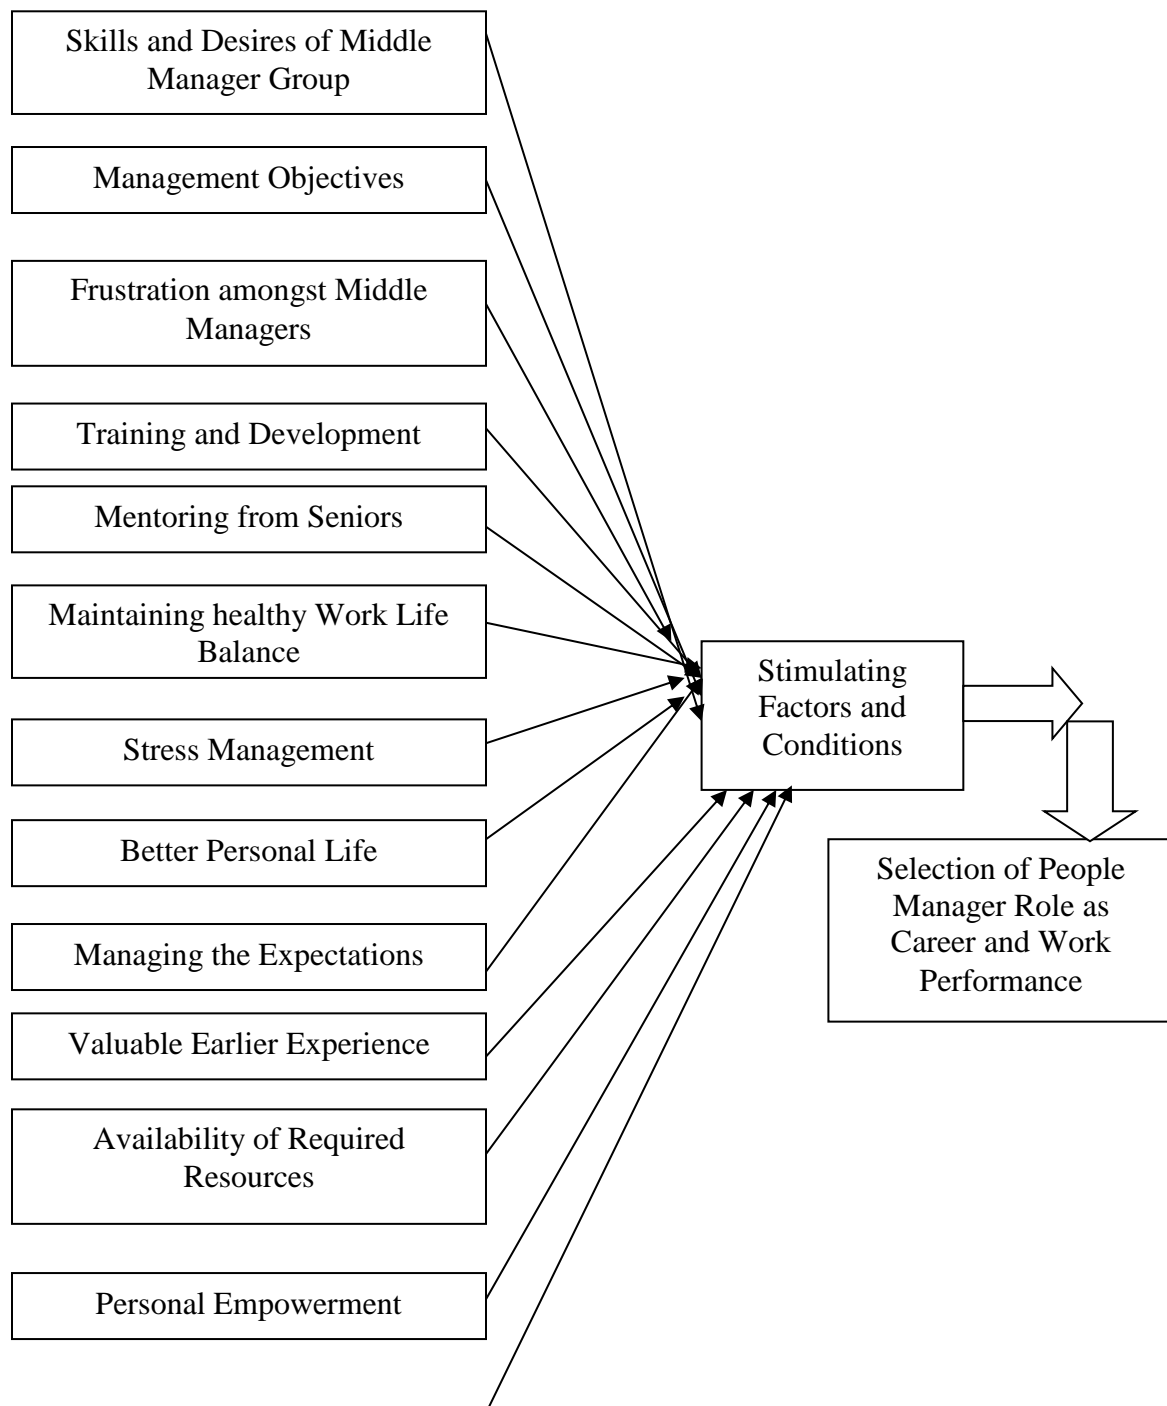 Skills and Desires of Middle
Manager Group
Management Objectives
Frustration amongst Middle
Managers
Training and Development
Mentoring from Seniors
Maintaining healthy Work Life
Balance
Stress Management
Better Personal Life
Managing the Expectations
Valuable Earlier Experience
Availability of Required
Resources
Personal Empowerment
Stimulating
Factors and
Conditions
Selection of People
Manager Role as
Career and Work
Performance